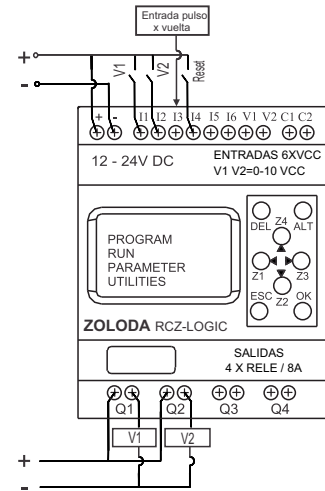 Entrada pulso
x vuelta
+
-
V1
V2
Reset
+ - I1 I2 I3 I4 I5 I6 V1 V2 C1 C2
12 - 24V DC
ENTRADAS 6XVCC
V1 V2=0-10 VCC
PROGRAM
RUN
PARAMETER
UTILITIES
DEL
Z4
ALT
Z1
Z3
ESC
Z2
OK
ZOLODA RCZ-LOGIC
SALIDAS
4 X RELE / 8A
Q1 Q2 Q3 Q4
V1 V2
+
-